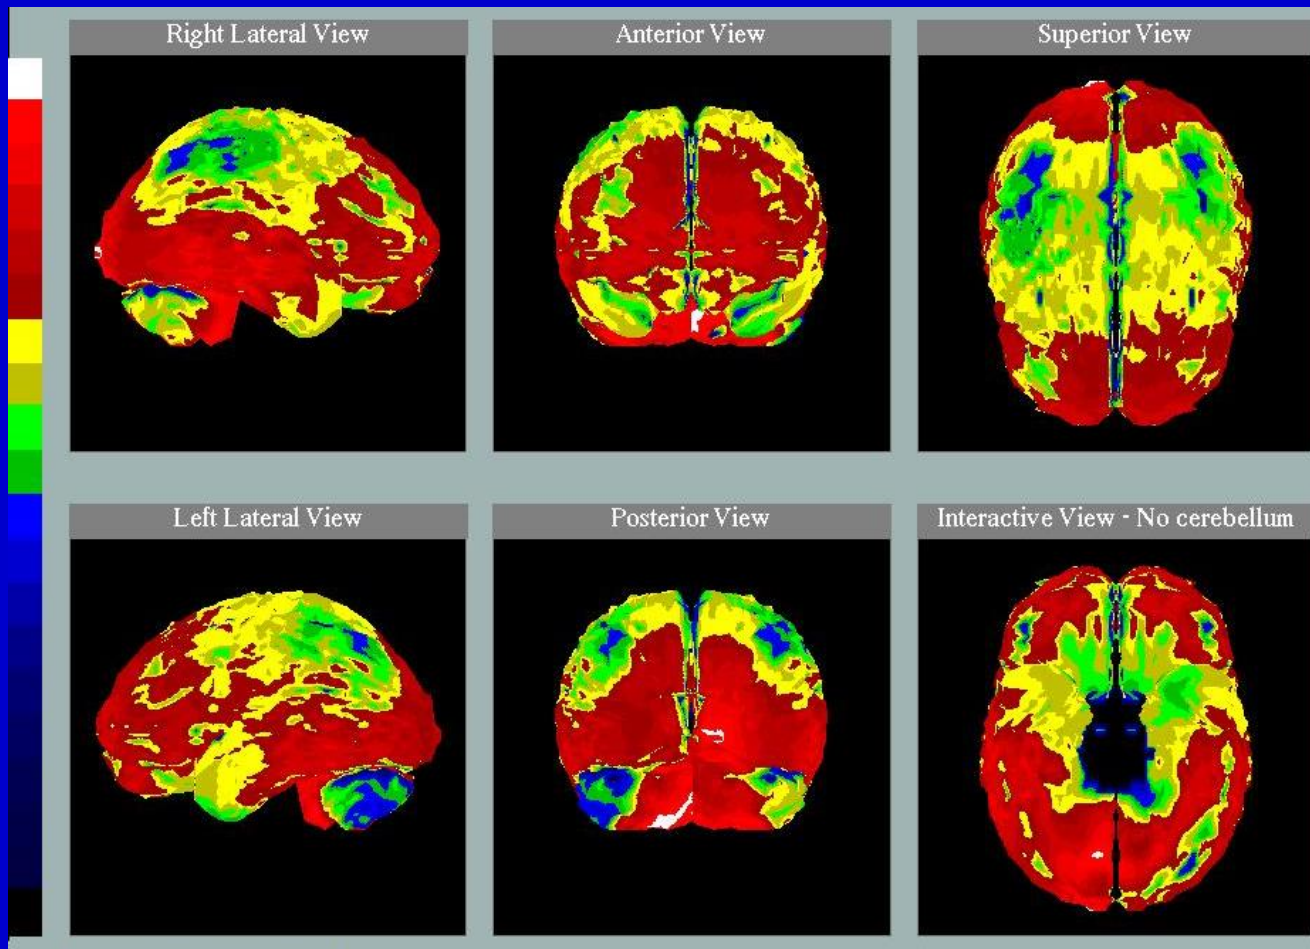 Right Lateral View
Anterior View
Superior View
Left Lateral View
Posterior View
Interactive View - No cerebellum